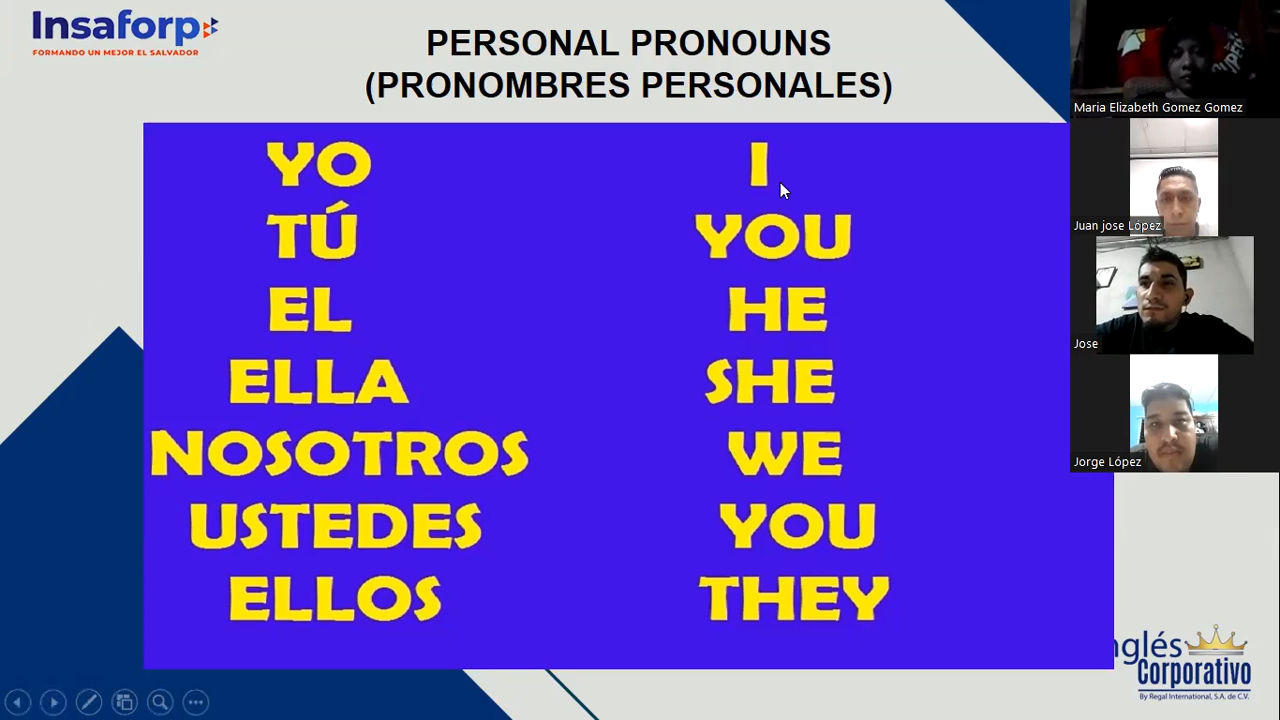 Insaforp
FORMANDO UN MEJOR EL SALVADOR
PERSONAL PRONOUNS
(PRONOMBRES PERSONALES)
YO I
TÚ YOU
EL HE
ELLA SHE
NOSOTROS WE
USTEDES YOU
ELLOS THEY
Maria Elizabeth Gomez Gomez
Juan jose López
Jose
Jorge López
nglés
Corporativo
By Regal International, S.A. de C.V.